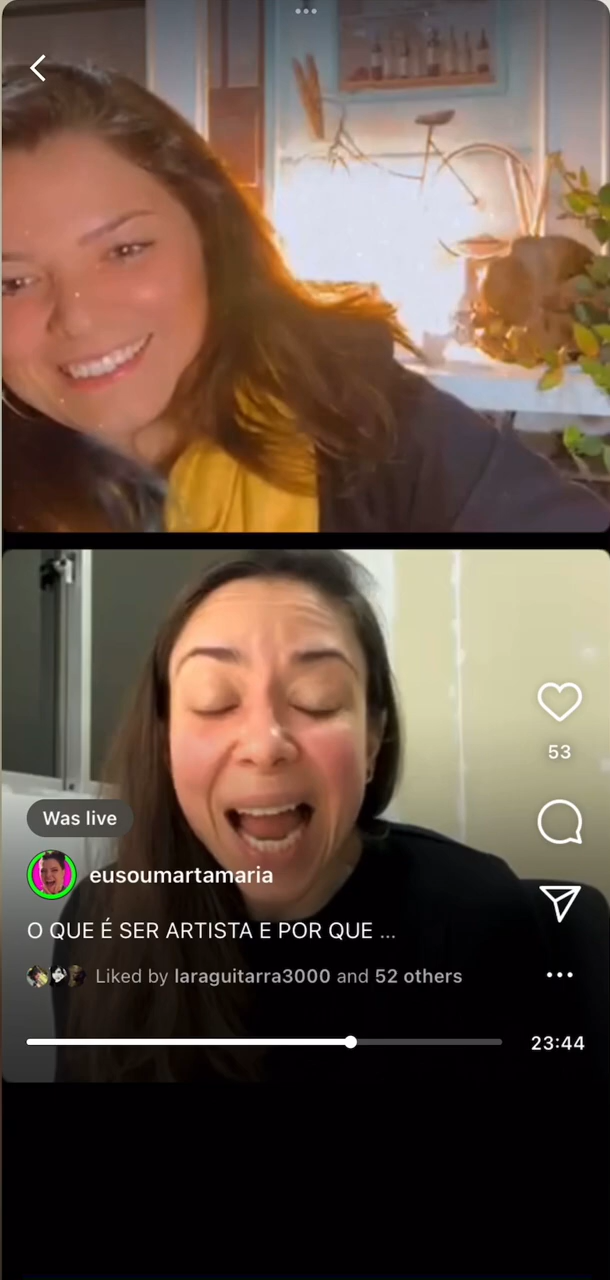 53
Was live
eusoumartamaria
O QUE É SER ARTISTA E POR QUE ...
Liked by laraguitarra3000 and 52 others
23:44